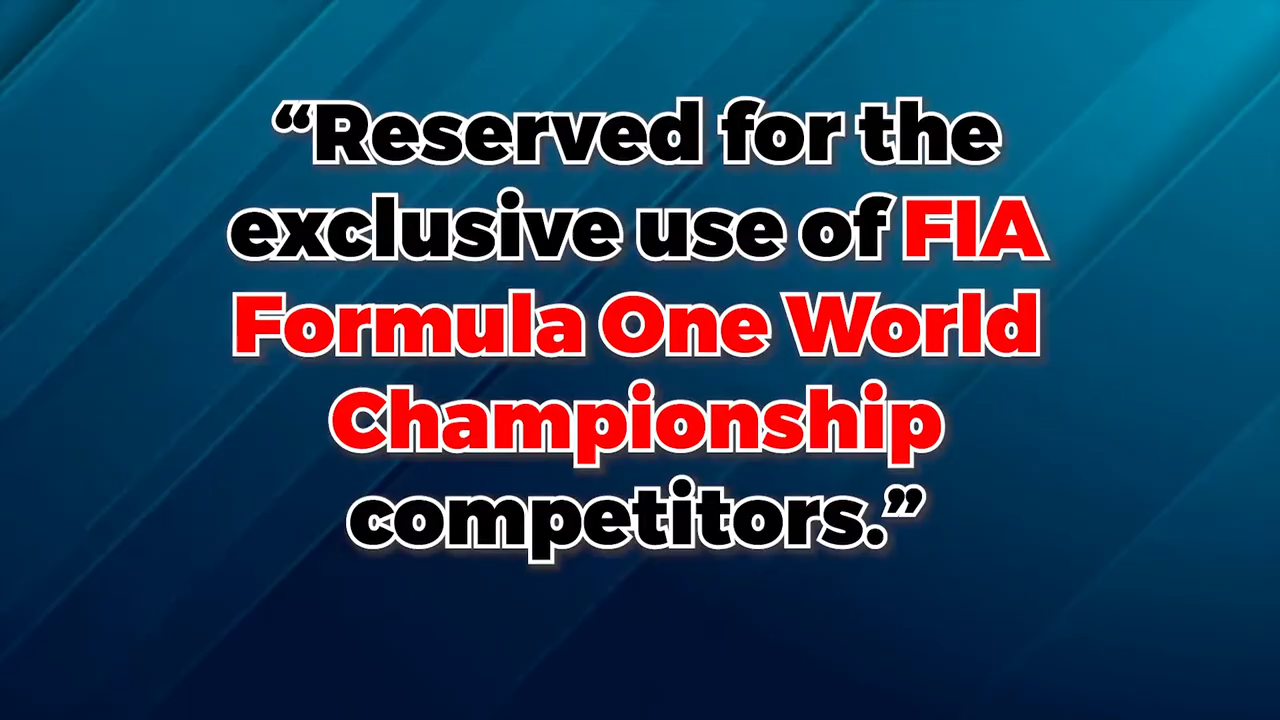 “Reserved for the
exclusive use of FIA
Formula One World
Championship
competitors.”